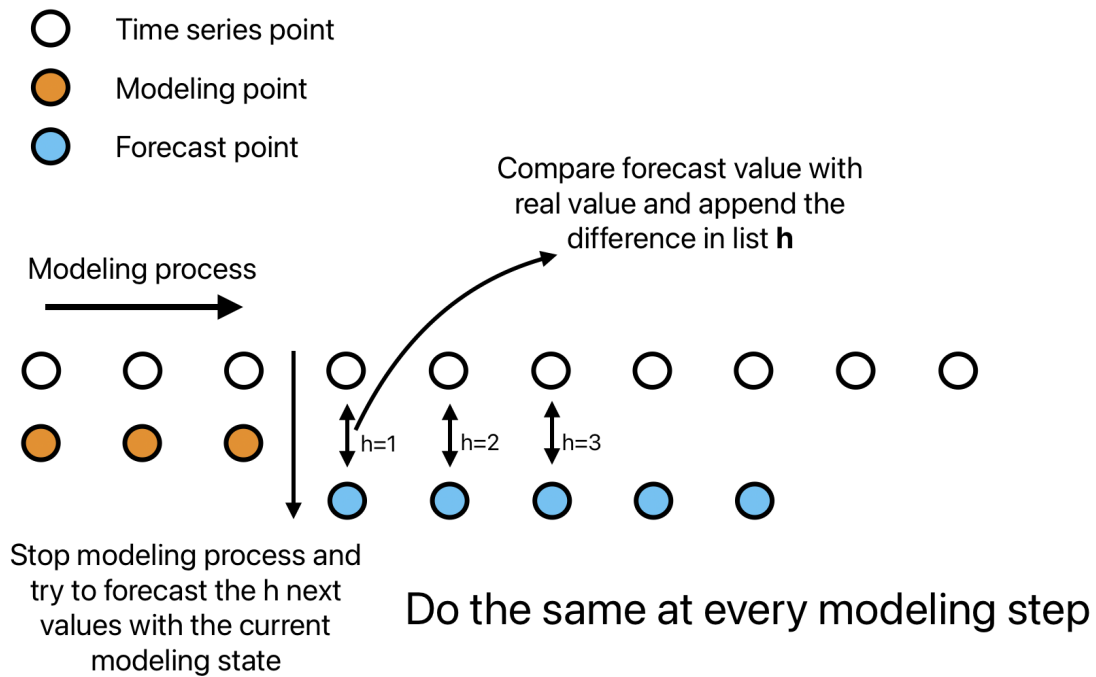 Time series point
Modeling point
Forecast point
Compare forecast value with
real value and append the
difference in list h
Modeling process
h=1
h=2
h=3
Stop modeling process and
try to forecast the h next
values with the current
modeling state
Do the same at every modeling step